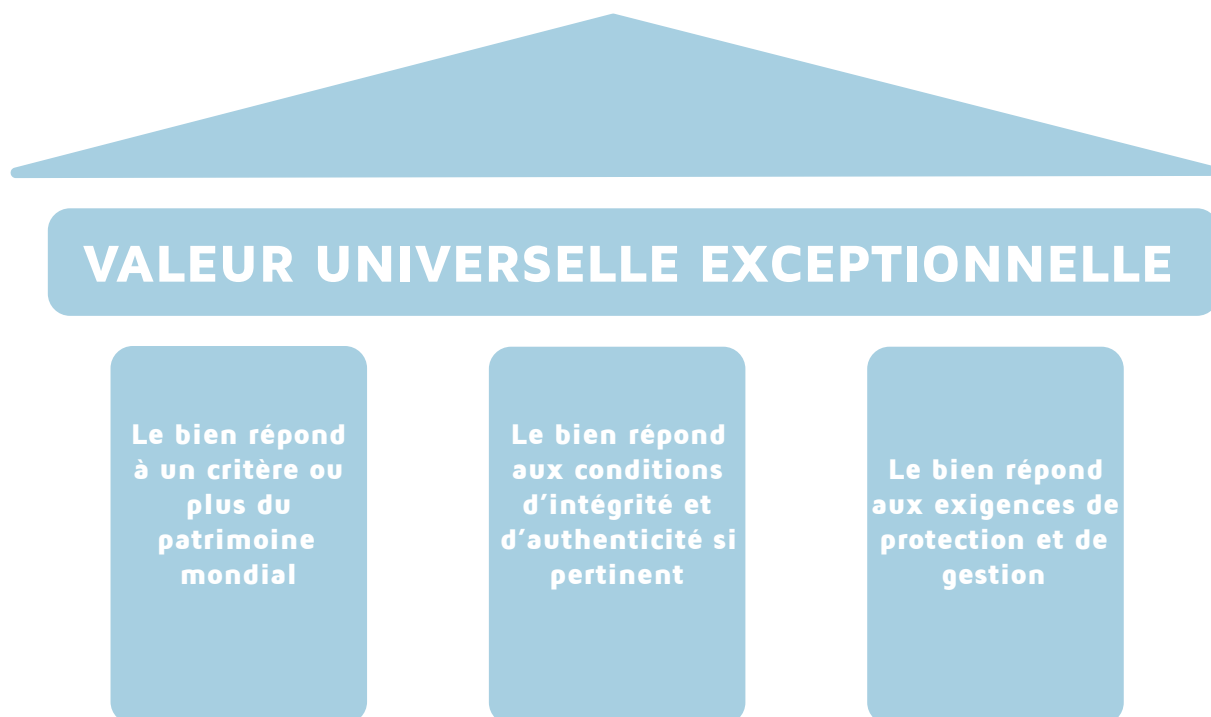 VALEUR UNIVERSELLE EXCEPTIONNELLE
Le bien répond
à un critère ou
plus du
patrimoine
mondial
Le bien répond
aux conditions
d'intégrité et
d'authenticité si
pertinent
Le bien répond
aux exigences de
protection et de
gestion